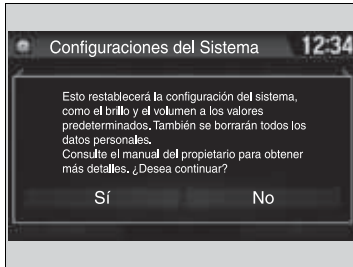 Configuraciones del Sistema
12:34
Esto restablecerá la configuración del sistema,
como el brillo y el volumen a los valores
predeterminados. También se borrarán todos los
datos personales.
Consulte el manual del propietario para obtener
más detalles. ¿Desea continuar?
Sí
No